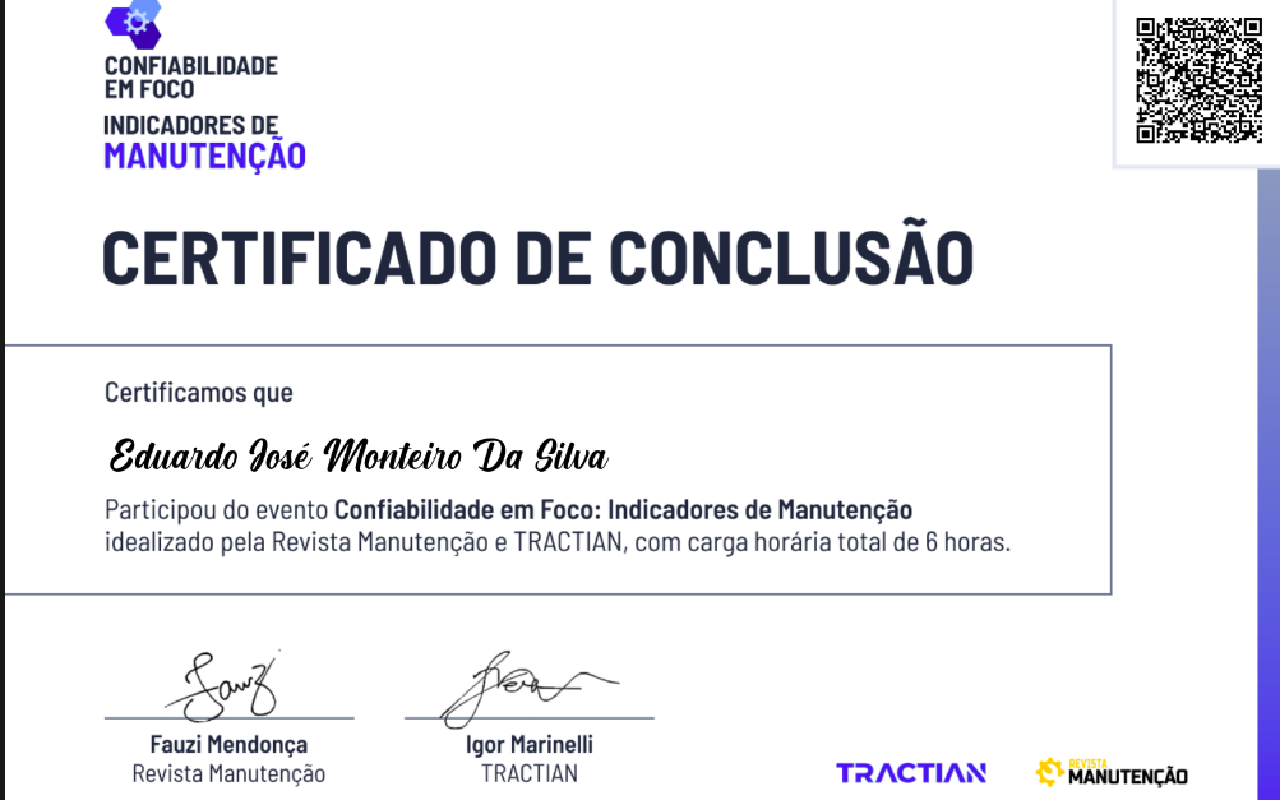 CONFIABILIDADE
EM FOCO
INDICADORES DE
MANUTENÇÃO
CERTIFICADO DE CONCLUSÃO
Certificamos que
Eduardo José Monteiro Da Silva
Participou do evento Confiabilidade em Foco: Indicadores de Manutenção
idealizado pela Revista Manutenção e TRACTIAN, com carga horária total de 6 horas.
Fauzi Mendonça
Revista Manutenção
Igor Marinelli
TRACTIAN
TRACTIAN
REVISTA
MANUTENÇÃO